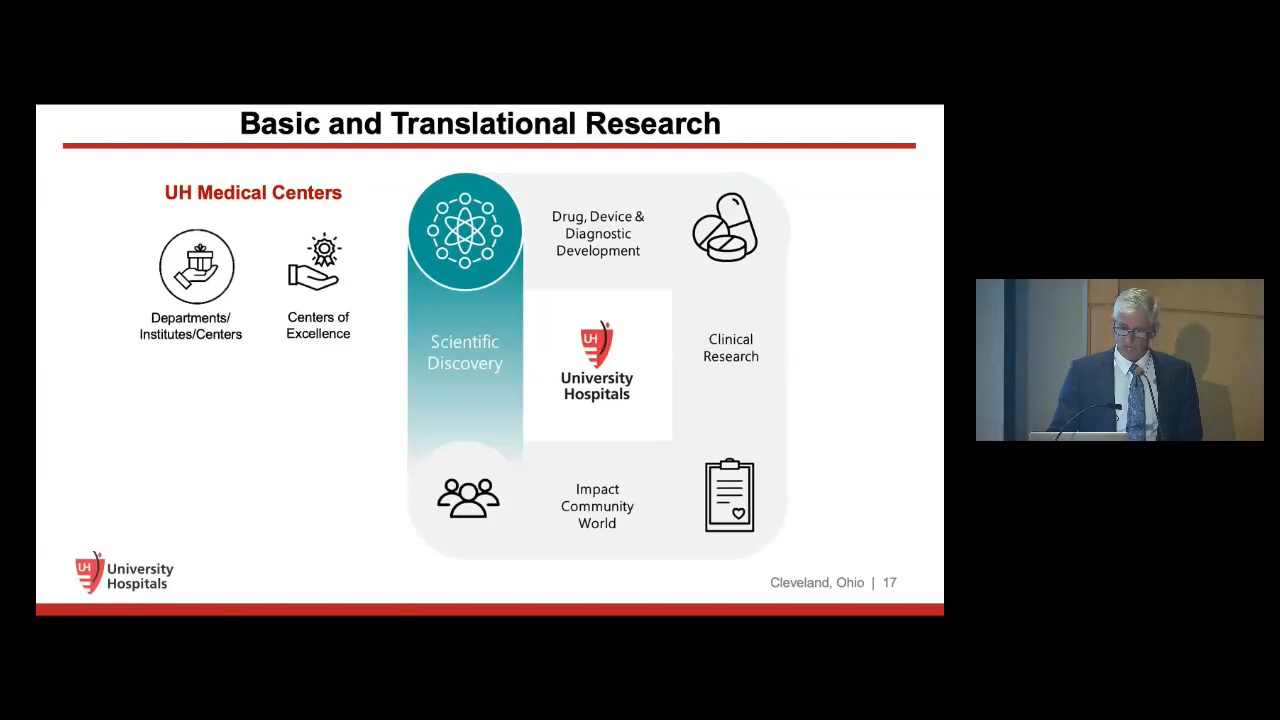 Basic and Translational Research
UH Medical Centers
Departments/
Institutes/Centers
Centers of
Excellence
Drug, Device &
Diagnostic
Development
Scientific
Discovery
UH
University
Hospitals
Clinical
Research
Impact
Community
World
UH
University
Hospitals
Cleveland, Ohio | 17